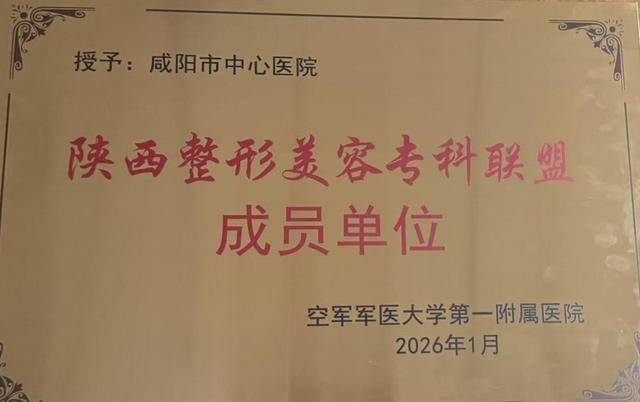 授予：咸阳市中心医院
陕西整形美容专科联盟
成员单位
空军军医大学第一附属医院
2026年1月